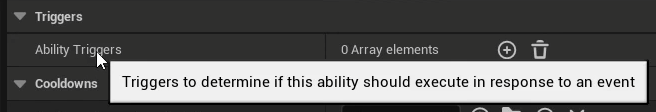 Triggers
Ability Triggers
0 Array elements
Triggers to determine if this ability should execute in response to an event
Cooldowns